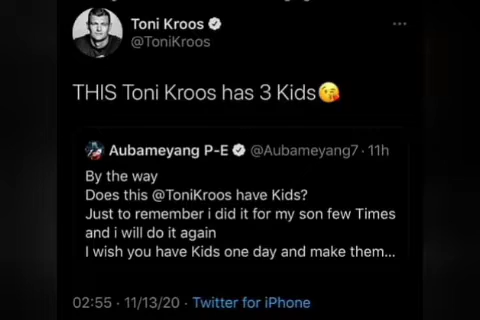 Toni Kroos
@ToniKroos
THIS Toni Kroos has 3 Kids😘
Aubameyang P-E @Aubameyang7 · 11h
By the way
Does this @ToniKroos have Kids?
Just to remember i did it for my son few Times
and i will do it again
I wish you have Kids one day and make them...
02:55 · 11/13/20 · Twitter for iPhone